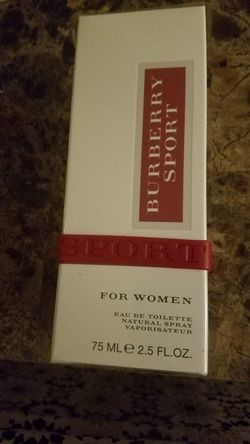 BURBERRY
SPORT
SPORT
FOR WOMEN
EAU DE TOILETTE
NATURAL SPRAY
VAPORISATEUR
75 ML e 2.5 FL.OZ.